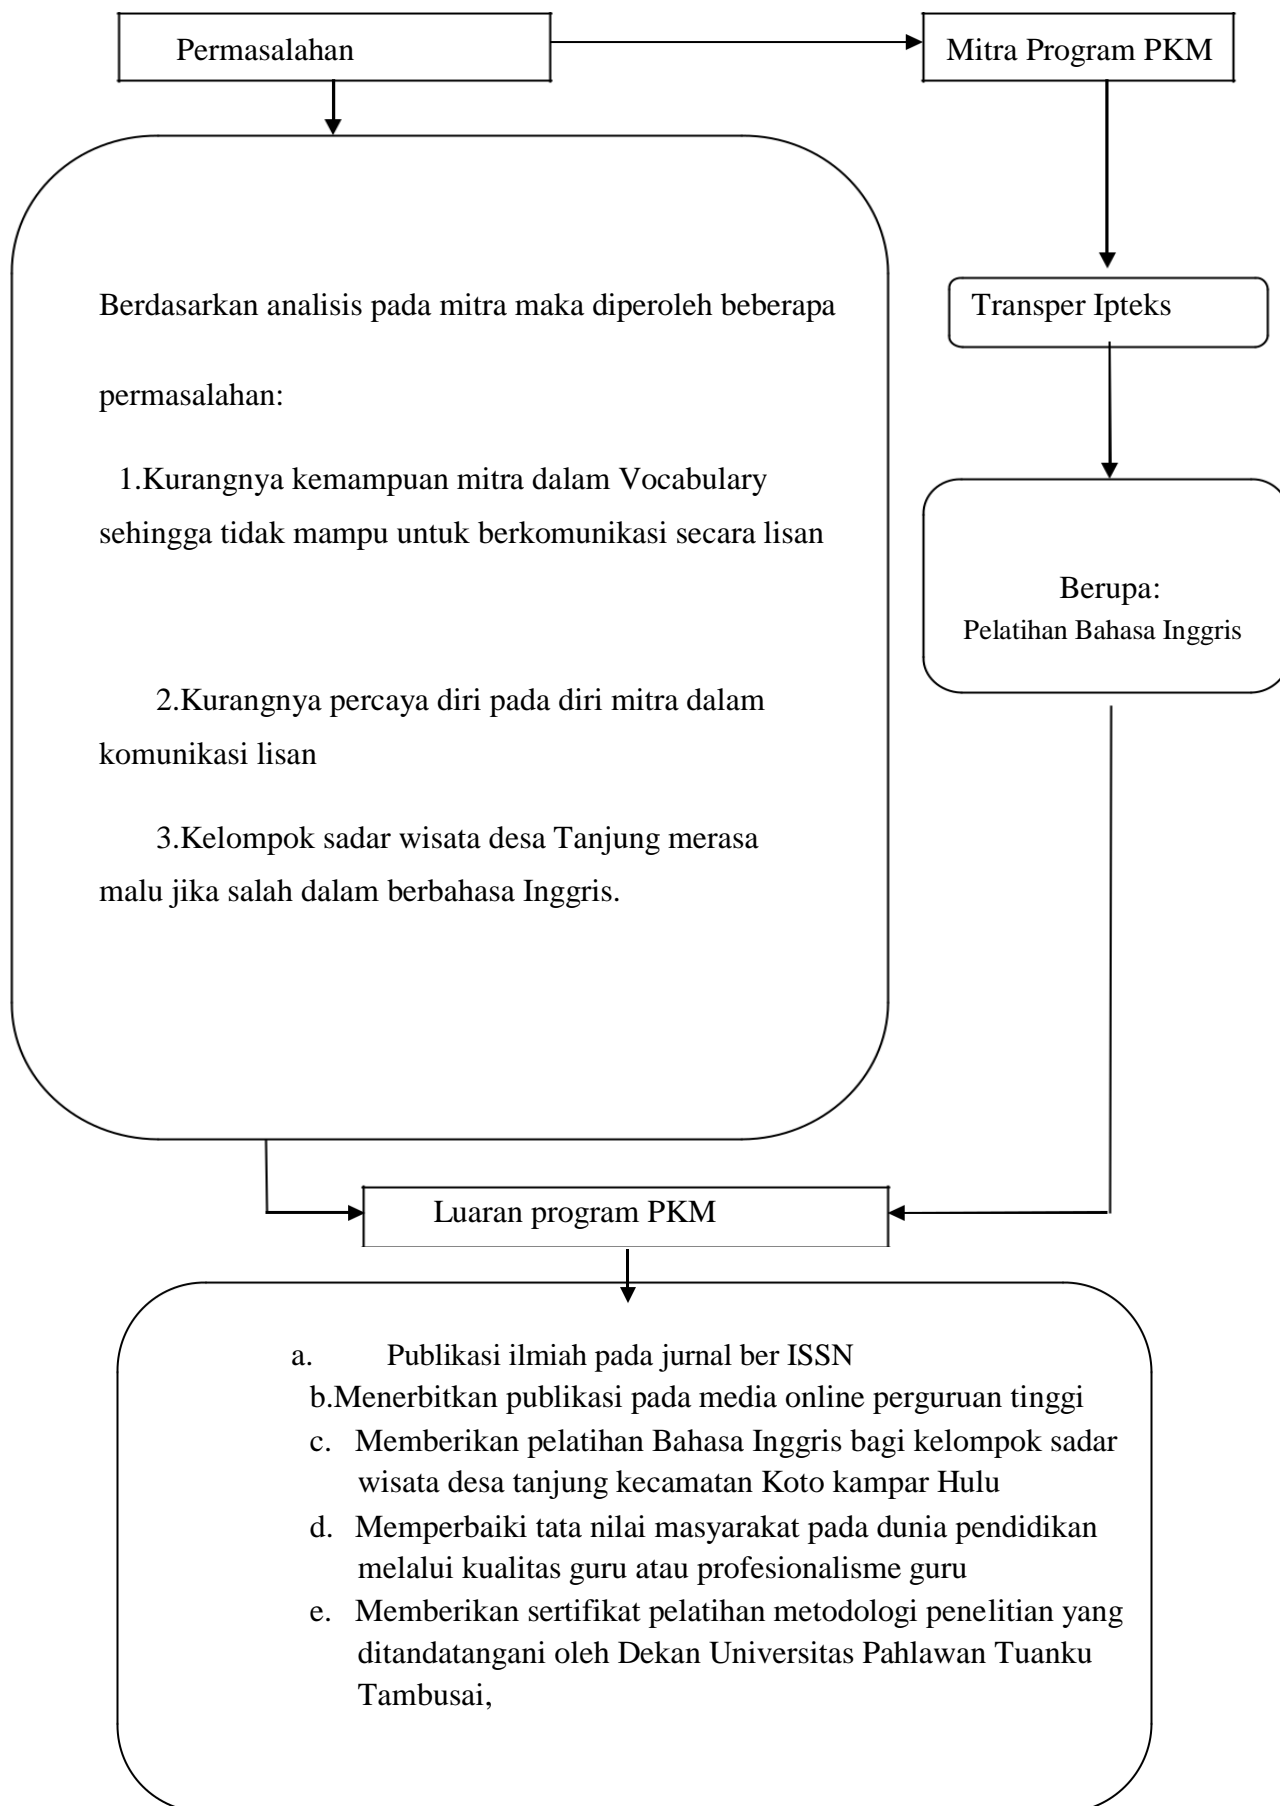 Permasalahan
Mitra Program PKM
Berdasarkan analisis pada mitra maka diperoleh beberapa
permasalahan:
1.Kurangnya kemampuan mitra dalam Vocabulary
sehingga tidak mampu untuk berkomunikasi secara lisan
2.Kurangnya percaya diri pada diri mitra dalam
komunikasi lisan
3.Kelompok sadar wisata desa Tanjung merasa
malu jika salah dalam berbahasa Inggris.
Transper Ipteks
Berupa:
Pelatihan Bahasa Inggris
Luaran program PKM
a. Publikasi ilmiah pada jurnal ber ISSN
b.Menerbitkan publikasi pada media online perguruan tinggi
c. Memberikan pelatihan Bahasa Inggris bagi kelompok sadar
wisata desa tanjung kecamatan Koto kampar Hulu
d. Memperbaiki tata nilai masyarakat pada dunia pendidikan
melalui kualitas guru atau profesionalisme guru
e. Memberikan sertifikat pelatihan metodologi penelitian yang
ditandatangani oleh Dekan Universitas Pahlawan Tuanku
Tambusai,